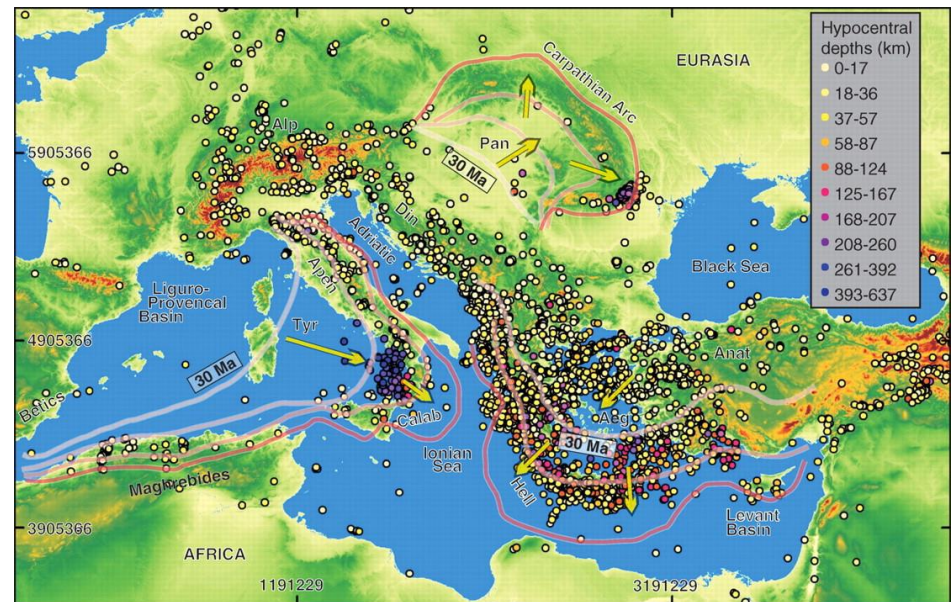 Hypocentral
depths (km)
0-17
18-36
37-57
58-87
88-124
125-167
168-207
208-260
261-392
393-637
Carpathian Arc
EURASIA
Alp
Pan
5905366
30 Ma
Din
Adriatic
Apen
Black Sea
Liguro-
Provencal
Basin
Tyr
4905366
Anat
30 Ma
Betics
Calab
Aeg
30 Ma
Ionian
Sea
Maghrebides
Hell
Levant
Basin
3905366
AFRICA
1191229
3191229